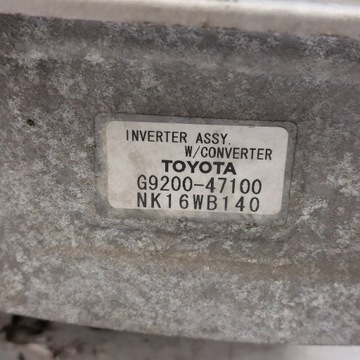 INVERTER ASSY.
W/CONVERTER
TOYOTA
G9200-47100
NK16WB140